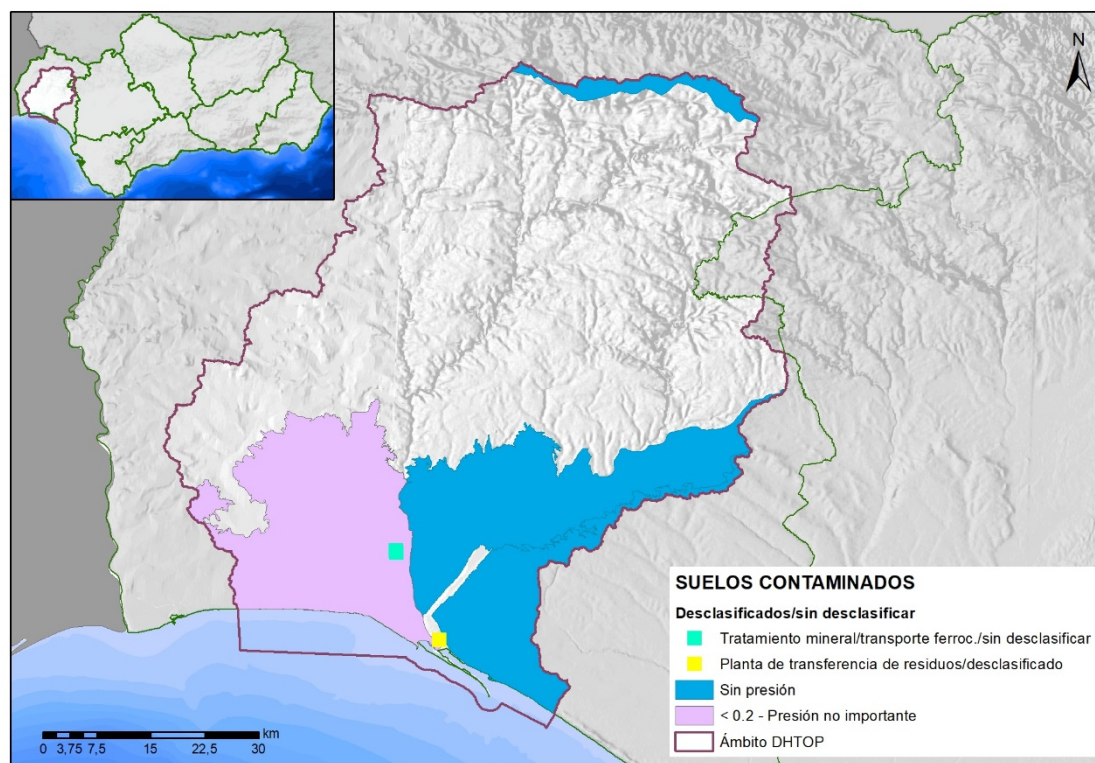 N
SUELOS CONTAMINADOS
Desclasificados/sin desclasificar
Tratamiento mineral/transporte ferroc./sin desclasificar
Planta de transferencia de residuos/desclasificado
Sin presión
< 0.2 - Presión no importante
Ámbito DHTOP
km
0 3,75 7,5 15 22,5 30